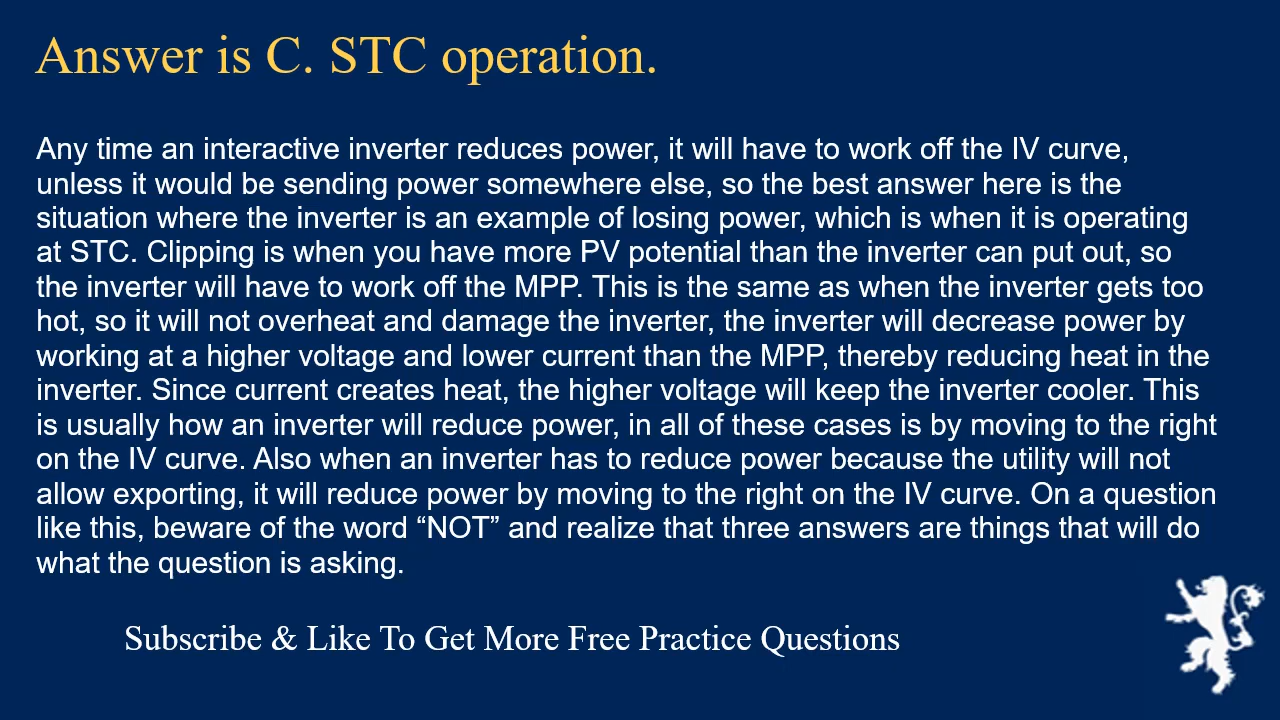 Answer is C. STC operation.
Any time an interactive inverter reduces power, it will have to work off the IV curve,
unless it would be sending power somewhere else, so the best answer here is the
situation where the inverter is an example of losing power, which is when it is operating
at STC. Clipping is when you have more PV potential than the inverter can put out, so
the inverter will have to work off the MPP. This is the same as when the inverter gets too
hot, so it will not overheat and damage the inverter, the inverter will decrease power by
working at a higher voltage and lower current than the MPP, thereby reducing heat in the
inverter. Since current creates heat, the higher voltage will keep the inverter cooler. This
is usually how an inverter will reduce power, in all of these cases is by moving to the right
on the IV curve. Also when an inverter has to reduce power because the utility will not
allow exporting, it will reduce power by moving to the right on the IV curve. On a question
like this, beware of the word “NOT” and realize that three answers are things that will do
what the question is asking.
Subscribe & Like To Get More Free Practice Questions